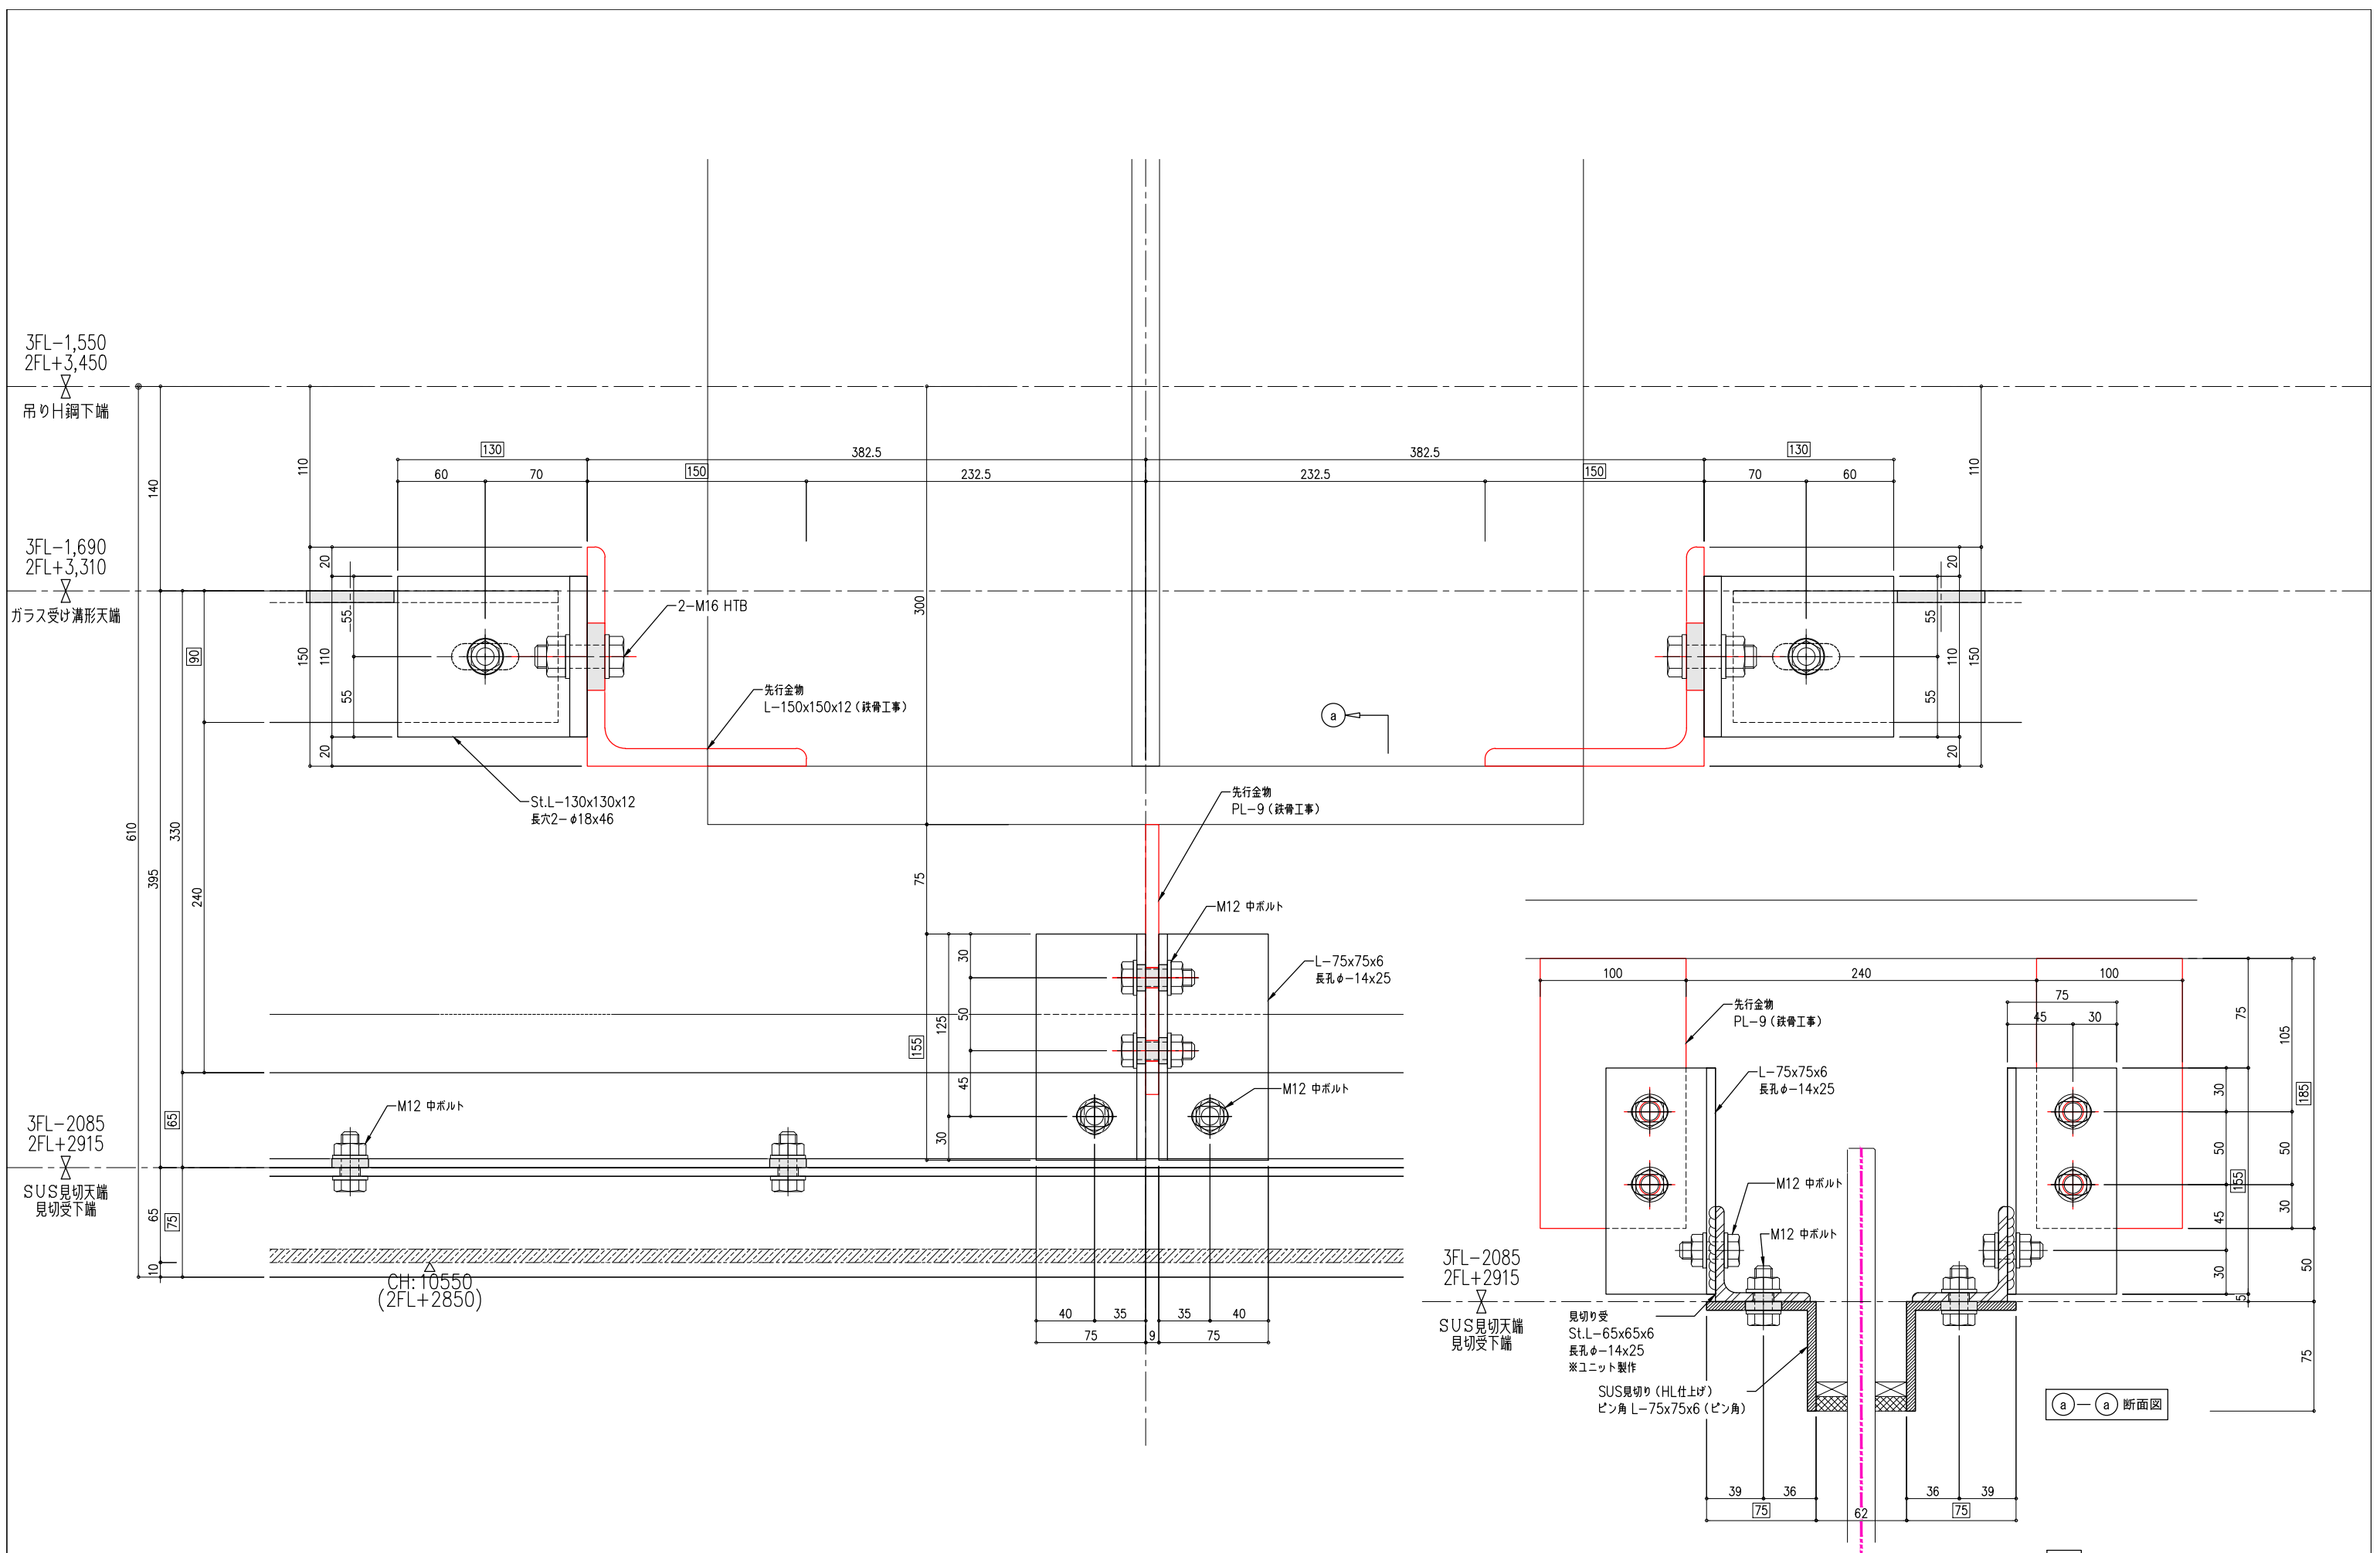 3FL-1,550
2FL+3,450
吊りH鋼下端
3FL-1,690
2FL+3,310
ガラス受け溝形天端
3FL-2085
2FL+2915
SUS見切天端
見切受下端
610
140
395
65
10
330
65
75
90
240
110
150
20
110
20
55
55
130
382.5
382.5
130
60
70
150
232.5
232.5
150
70
60
110
150
20
110
20
55
55
2-M16 HTB
先行金物
L-150x150x12 (鉄骨工事)
St.L-130x130x12
長穴2-φ18x46
a
300
75
155
125
30
30
50
45
先行金物
PL-9 (鉄骨工事)
M12 中ボルト
L-75x75x6
長孔φ-14x25
M12 中ボルト
M12 中ボルト
CH:10550
(2FL+2850)
40
35
35
40
75
9
75
100
240
100
75
45
30
先行金物
PL-9 (鉄骨工事)
L-75x75x6
長孔φ-14x25
M12 中ボルト
M12 中ボルト
30
50
45
30
155
75
5
105
50
30
185
50
75
3FL-2085
2FL+2915
SUS見切天端
見切受下端
見切り受
St.L-65x65x6
長孔φ-14x25
※ユニット製作
SUS見切り (HL仕上げ)
ピン角 L-75x75x6 (ピン角)
39
36
36
39
75
62
75
a - a 断面図